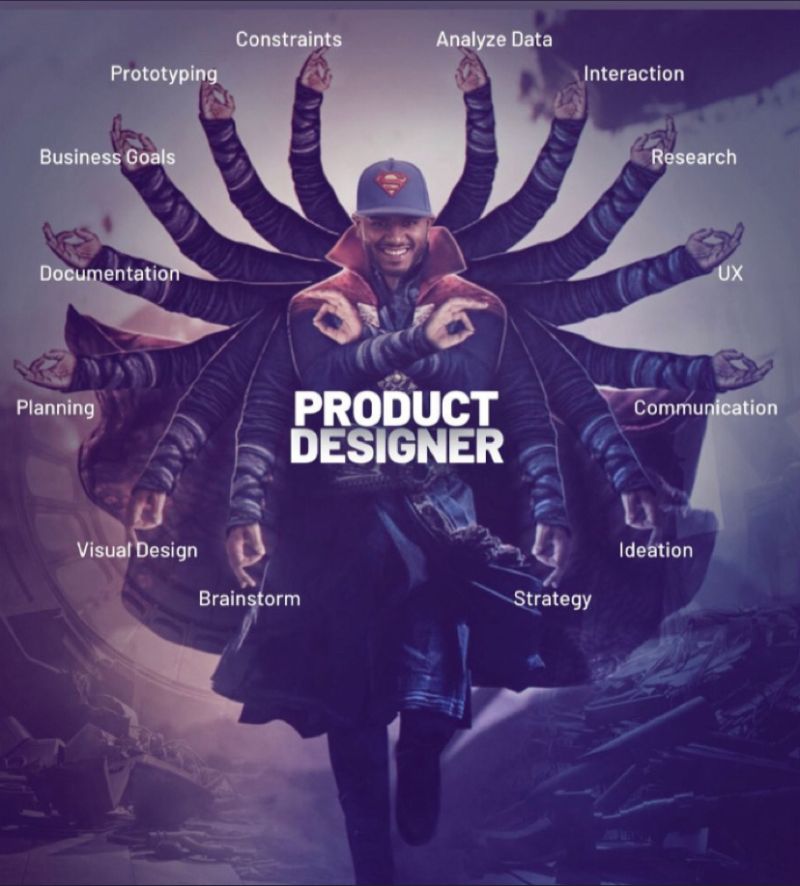 Constraints
Analyze Data
Prototyping
Interaction
Business Goals
Research
Documentation
UX
Planning
Communication
PRODUCT
DESIGNER
Visual Design
Ideation
Brainstorm
Strategy